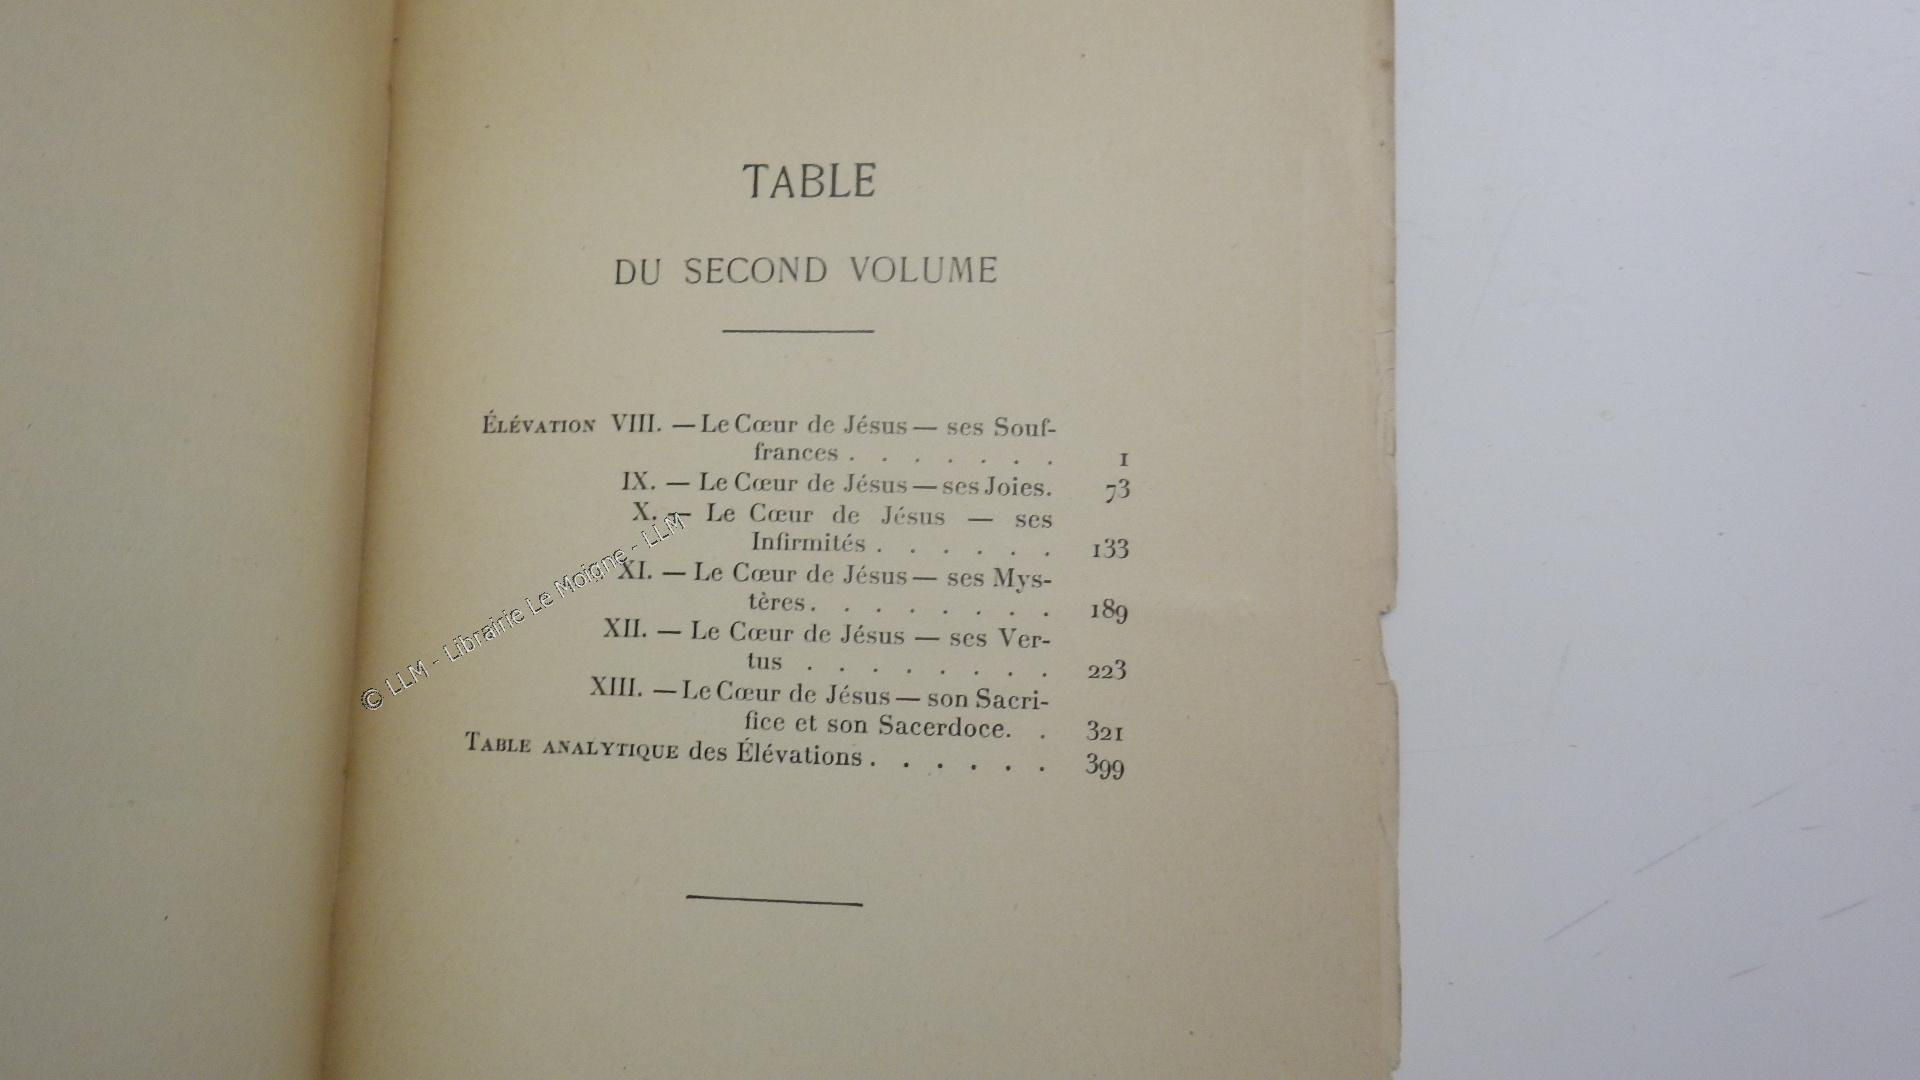 TABLE
DU SECOND VOLUME
ÉLÉVATION VIII. — Le Cœur de Jésus — ses Souf-
frances . . . . . . . 1
IX. — Le Cœur de Jésus — ses Joies. 73
X. — Le Cœur de Jésus — ses
Infirmités . . . . . . 133
XI. — Le Cœur de Jésus — ses Mys-
tères. . . . . . . . 189
XII. — Le Cœur de Jésus — ses Ver-
tus . . . . . . . . 223
XIII. — Le Cœur de Jésus — son Sacri-
fice et son Sacerdoce. . 321
TABLE ANALYTIQUE des Élévations . . . . . . 399
© LLM - Librairie Le Moigne - LLM